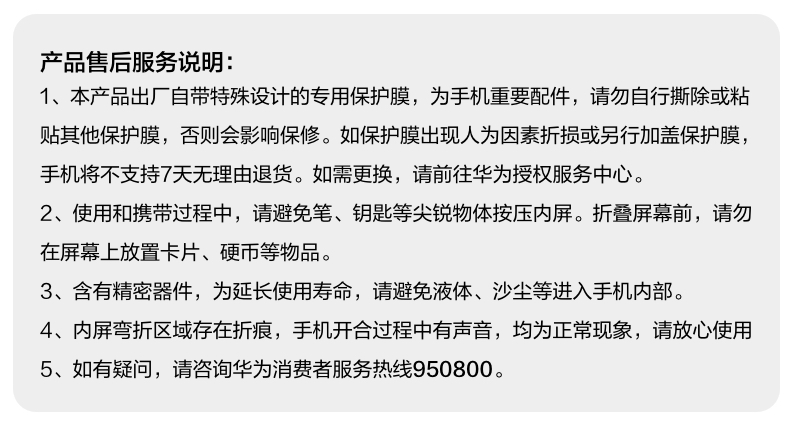 产品售后服务说明：
1、本产品出厂自带特殊设计的专用保护膜，为手机重要配件，请勿自行撕除或粘
贴其他保护膜，否则会影响保修。如保护膜出现人为因素折损或另行加盖保护膜，
手机将不支持7天无理由退货。如需更换，请前往华为授权服务中心。
2、使用和携带过程中，请避免笔、钥匙等尖锐物体按压内屏。折叠屏幕前，请勿
在屏幕上放置卡片、硬币等物品。
3、含有精密器件，为延长使用寿命，请避免液体、沙尘等进入手机内部。
4、内屏弯折区域存在折痕，手机开合过程中有声音，均为正常现象，请放心使用
5、如有疑问，请咨询华为消费者服务热线950800。